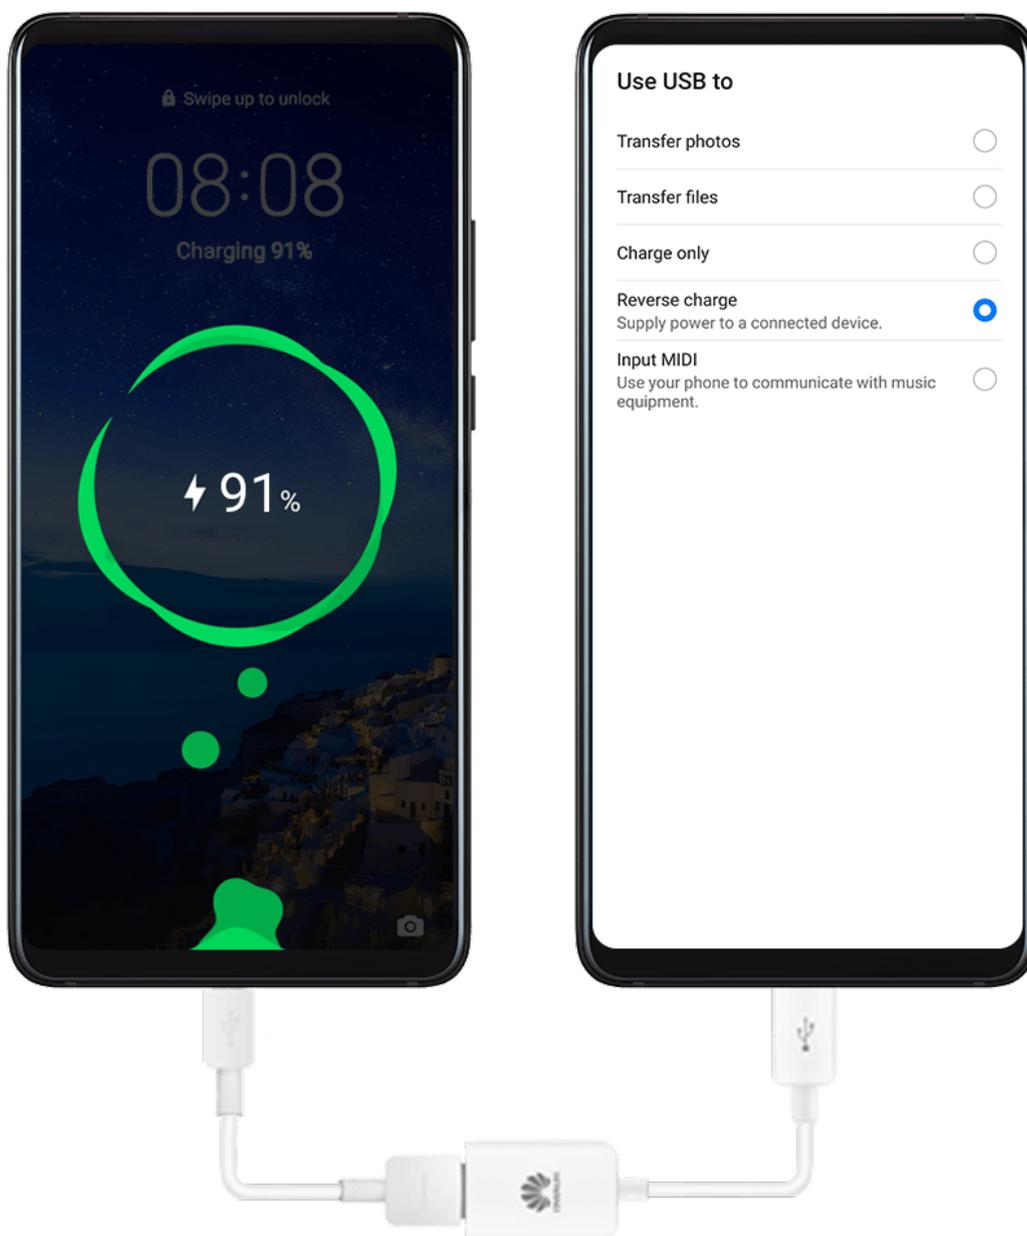 Swipe up to unlock
08:08
Charging 91%
91%
Use USB to
Transfer photos
Transfer files
Charge only
Reverse charge
Supply power to a connected device.
Input MIDI
Use your phone to communicate with music
equipment.
HUAWEI